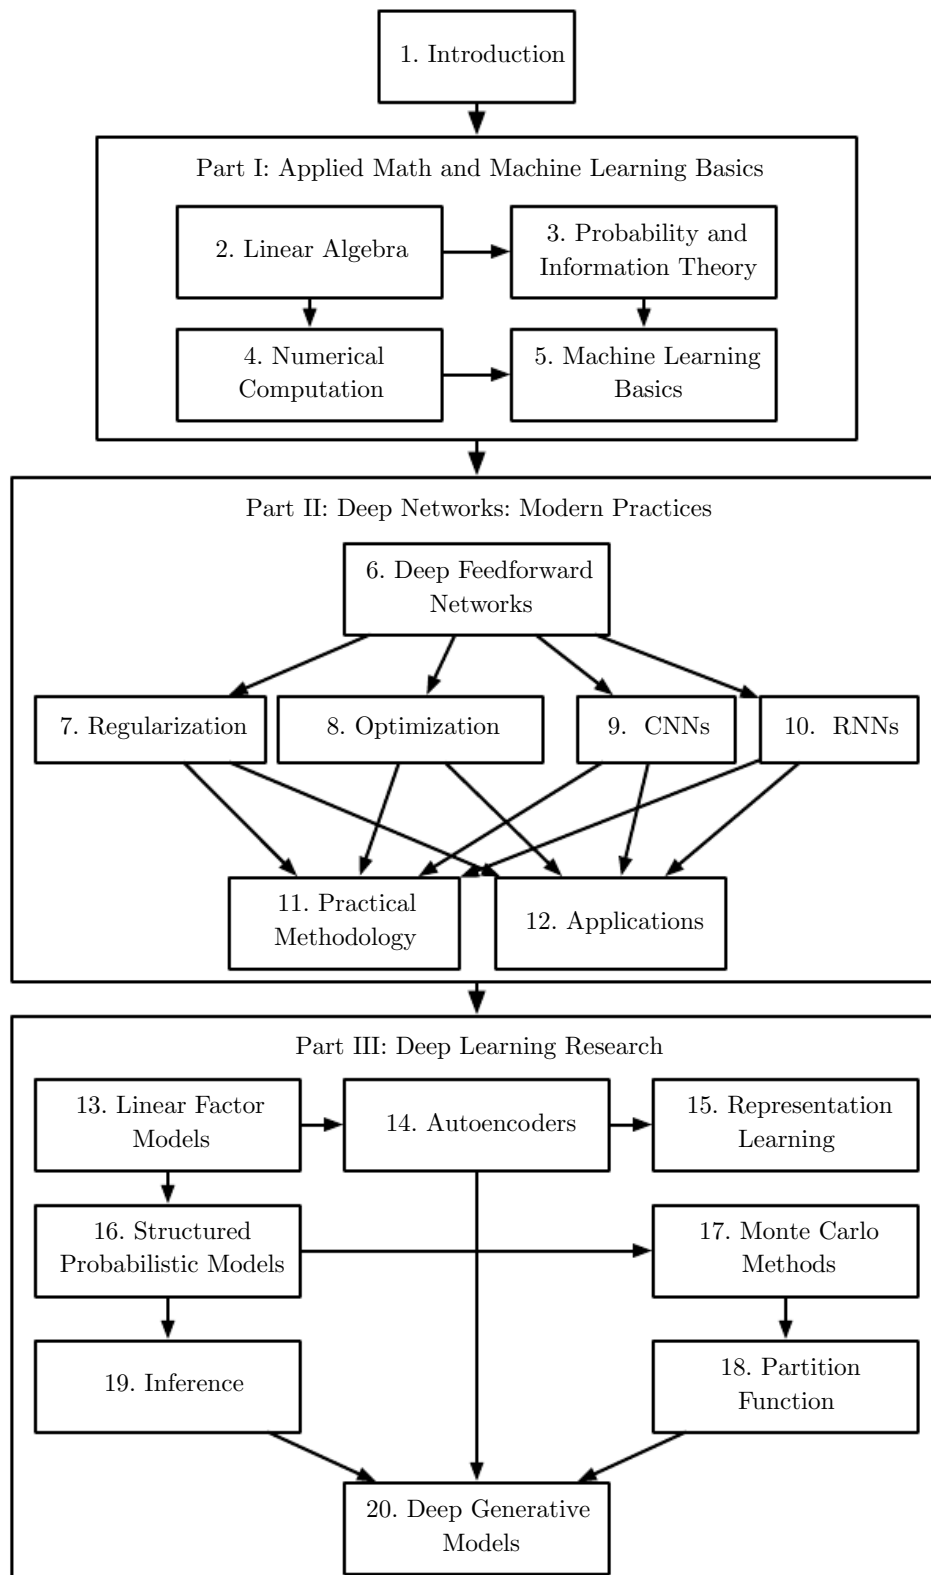 1. Introduction
Part I: Applied Math and Machine Learning Basics
2. Linear Algebra
3. Probability and
Information Theory
4. Numerical
Computation
5. Machine Learning
Basics
Part II: Deep Networks: Modern Practices
6. Deep Feedforward
Networks
7. Regularization
8. Optimization
9. CNNs
10. RNNs
11. Practical
Methodology
12. Applications
Part III: Deep Learning Research
13. Linear Factor
Models
14. Autoencoders
15. Representation
Learning
16. Structured
Probabilistic Models
17. Monte Carlo
Methods
19. Inference
18. Partition
Function
20. Deep Generative
Models